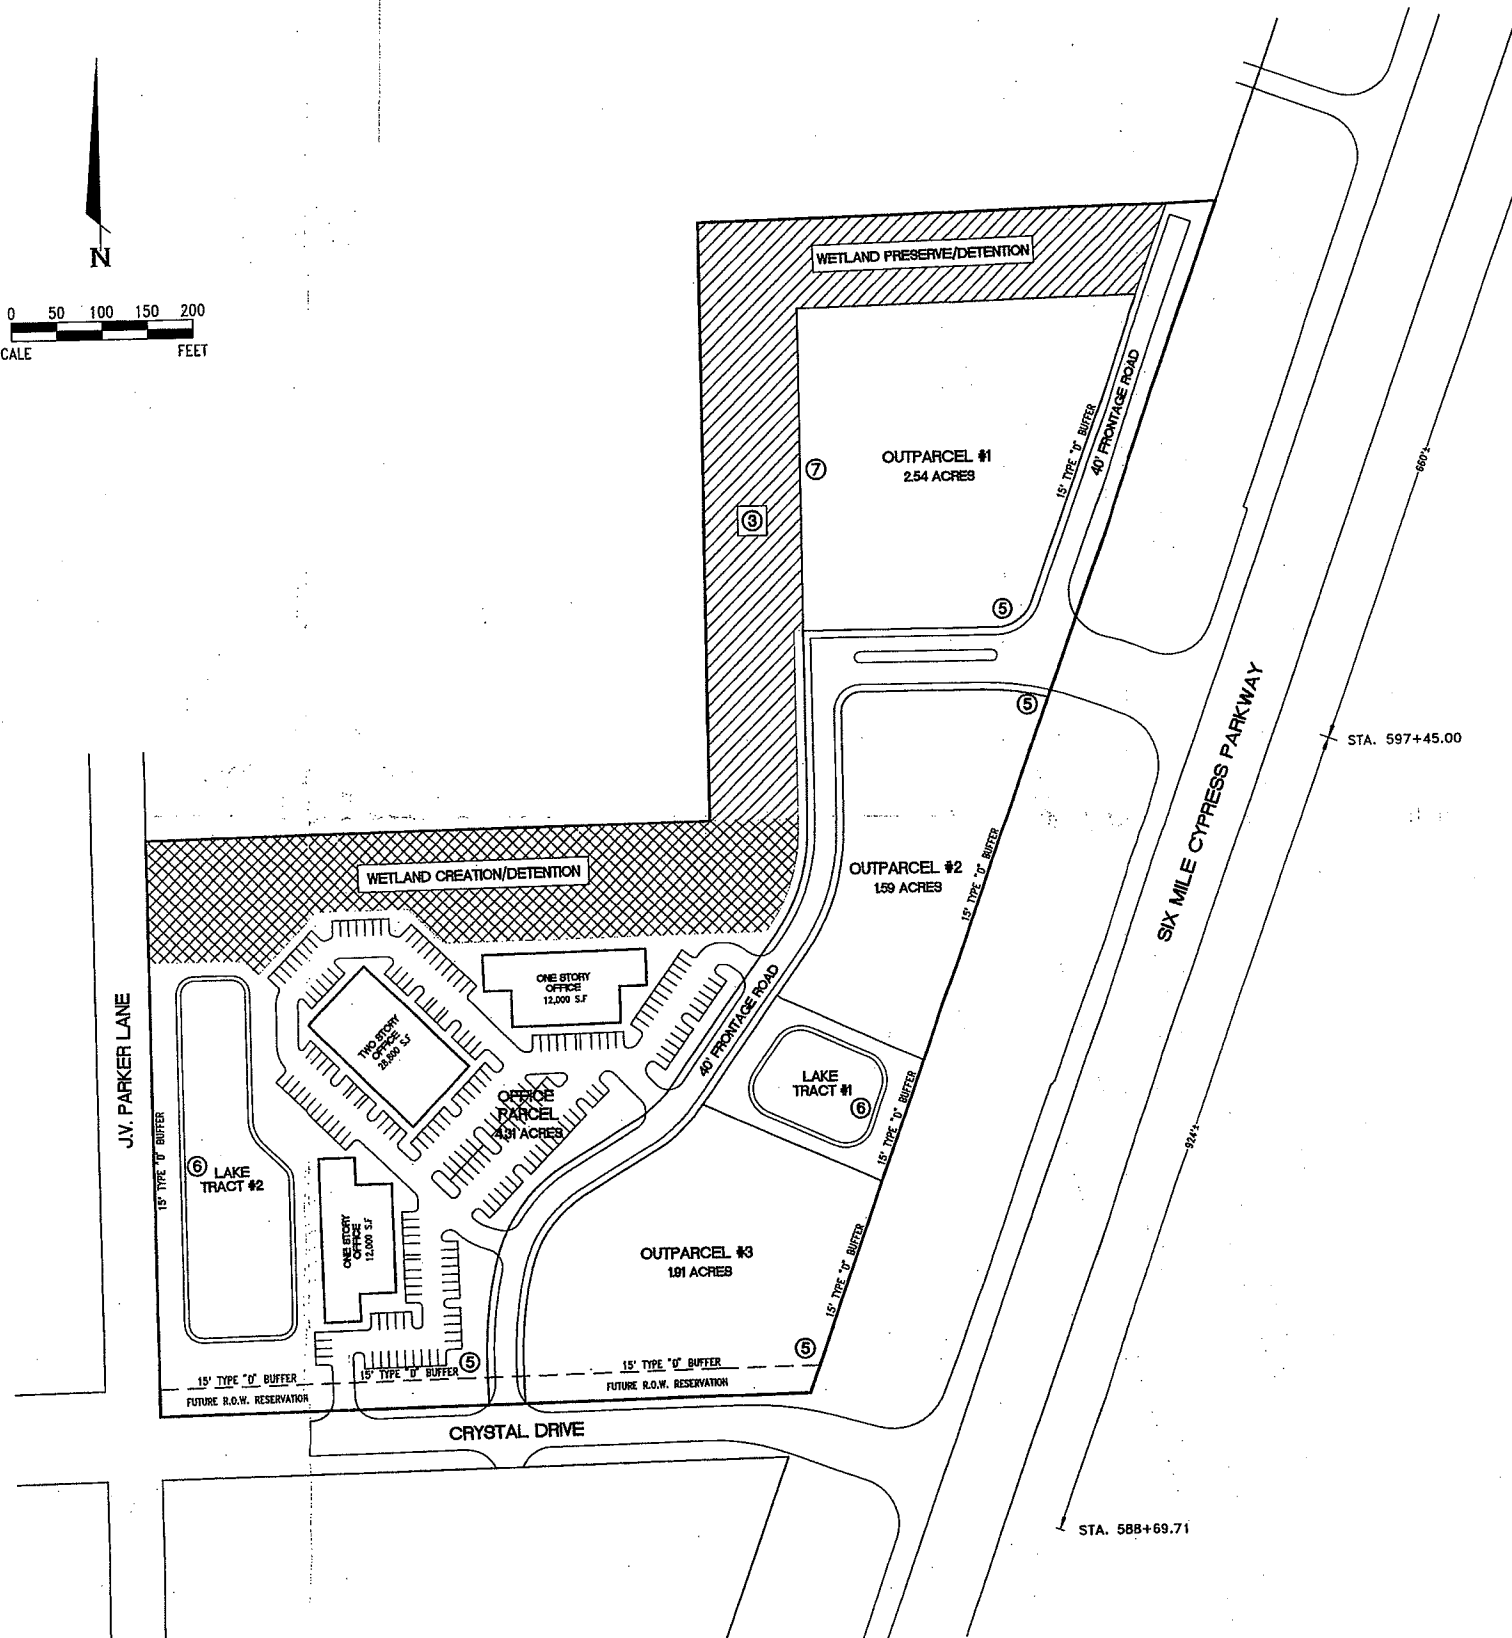 N
0 50 100 150 200
CALE FEET
WETLAND PRESERVE/DETENTION
40' FRONTAGE ROAD
15' TYPE "D" BUFFER
OUTPARCEL #1
2.54 ACRES
7
3
5
660'±
5
STA. 597+45.00
SIX MILE CYPRESS PARKWAY
OUTPARCEL #2
1.59 ACRES
15' TYPE "D" BUFFER
WETLAND CREATION/DETENTION
ONE STORY
OFFICE
12,000 S.F
TWO STORY
OFFICE
28,800 S.F
40' FRONTAGE ROAD
J.V. PARKER LANE
LAKE
TRACT #1
6
15' TYPE "D" BUFFER
OFFICE
PARCEL
4.31 ACRES
924'±
15' TYPE "D" BUFFER
6
LAKE
TRACT #2
ONE STORY
OFFICE
12,000 S.F
OUTPARCEL #3
1.91 ACRES
15' TYPE "D" BUFFER
5
5
15' TYPE "D" BUFFER
15' TYPE "D" BUFFER
15' TYPE "D" BUFFER
FUTURE R.O.W. RESERVATION
FUTURE R.O.W. RESERVATION
CRYSTAL DRIVE
STA. 588+69.71